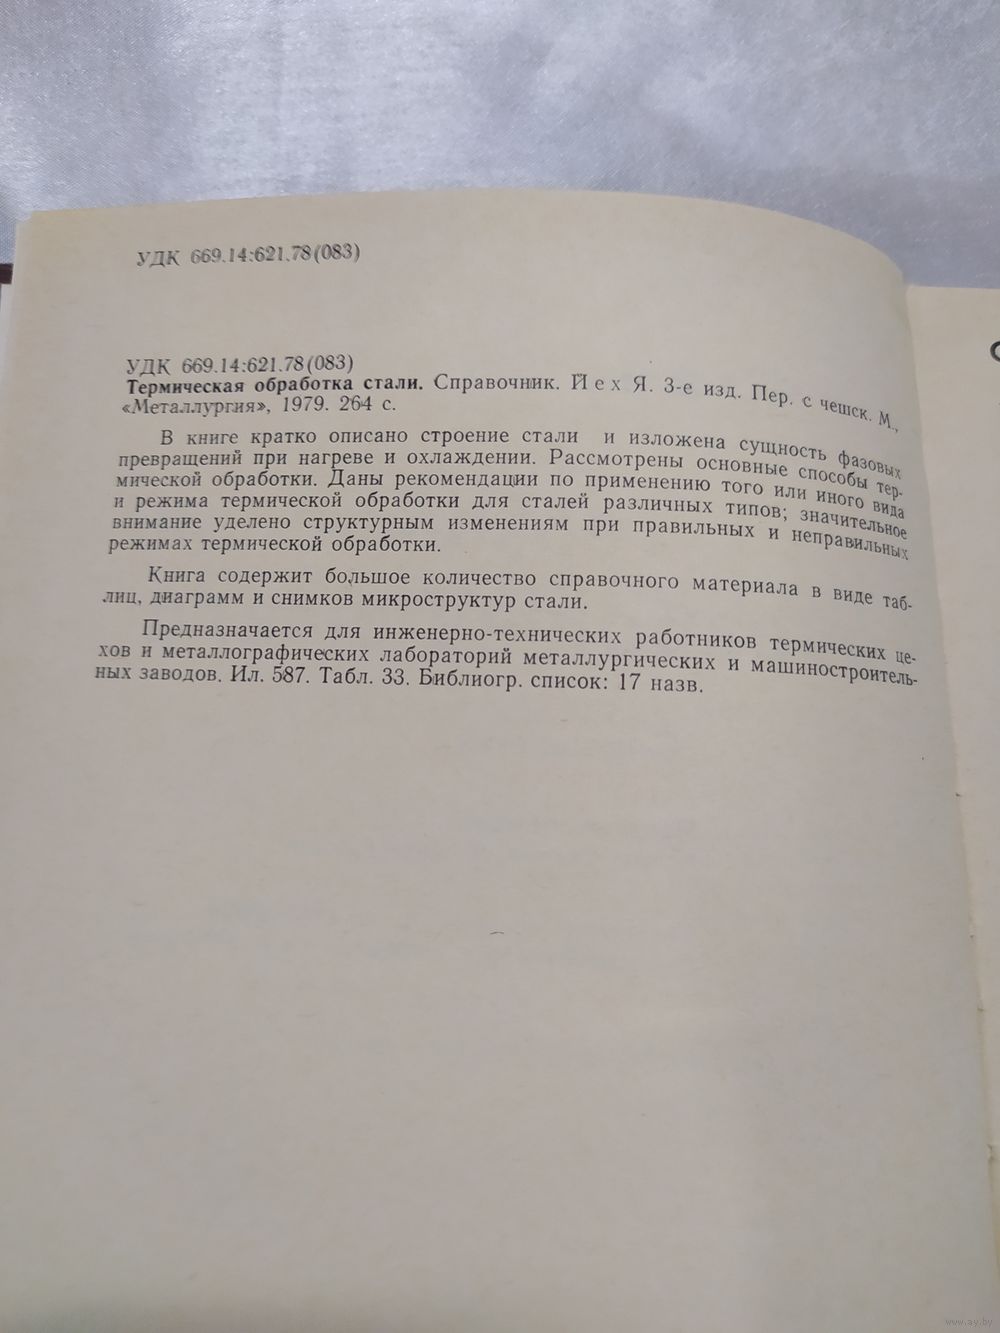 УДК 669.14:621.78(083)
УДК 669.14:621.78(083)
Термическая обработка стали. Справочник. Йех Я. 3-е изд. Пер. с чешск. М.,
«Металлургия», 1979. 264 с.
В книге кратко описано строение стали и изложена сущность фазовых
превращений при нагреве и охлаждении. Рассмотрены основные способы тер-
мической обработки. Даны рекомендации по применению того или иного вида
и режима термической обработки для сталей различных типов; значительное
внимание уделено структурным изменениям при правильных и неправильных
режимах термической обработки.
Книга содержит большое количество справочного материала в виде таб-
лиц, диаграмм и снимков микроструктур стали.
Предназначается для инженерно-технических работников термических це-
хов и металлографических лабораторий металлургических и машиностроитель-
ных заводов. Ил. 587. Табл. 33. Библиогр. список: 17 назв.
www.ay.by